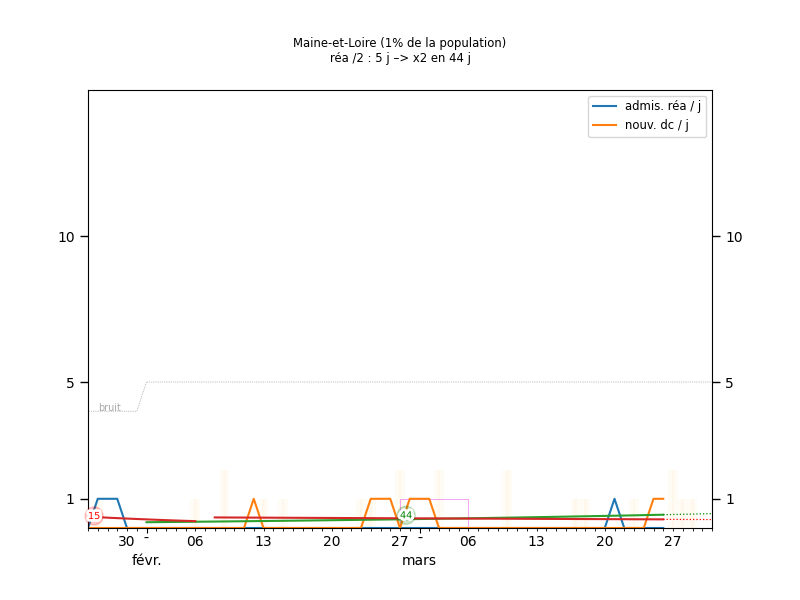 Maine-et-Loire (1% de la population)
réa /2 : 5 j –> x2 en 44 j
admis. réa / j
nouv. dc / j
10 10
5 5
bruit
1 1
15 44
30 - 06 13 20 27 - 06 13 20 27
févr. mars